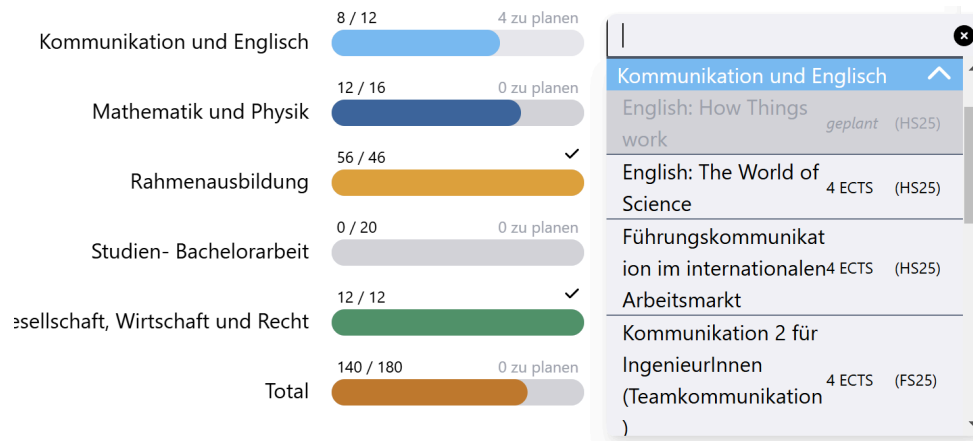 8 / 12
4 zu planen
Kommunikation und Englisch
12 / 16
0 zu planen
Mathematik und Physik
56 / 46
Rahmenausbildung
0 / 20
0 zu planen
Studien- Bachelorarbeit
12 / 12
esellschaft, Wirtschaft und Recht
140 / 180
0 zu planen
Total
Kommunikation und Englisch
English: How Things
work
geplant
(HS25)
English: The World of
Science
4 ECTS
(HS25)
Führungskommunikat
ion im internationalen
Arbeitsmarkt
4 ECTS
(HS25)
Kommunikation 2 für
IngenieurInnen
(Teamkommunikation
)
4 ECTS
(FS25)